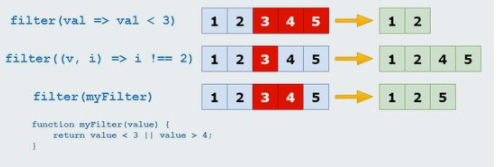 filter(val => val < 3) 1 2 3 4 5 1 2
filter((v, i) => i !== 2) 1 2 3 4 5 1 2 4 5
filter(myFilter) 1 2 3 4 5 1 2 5
function myFilter(value) {
return value < 3 || value > 4;
}